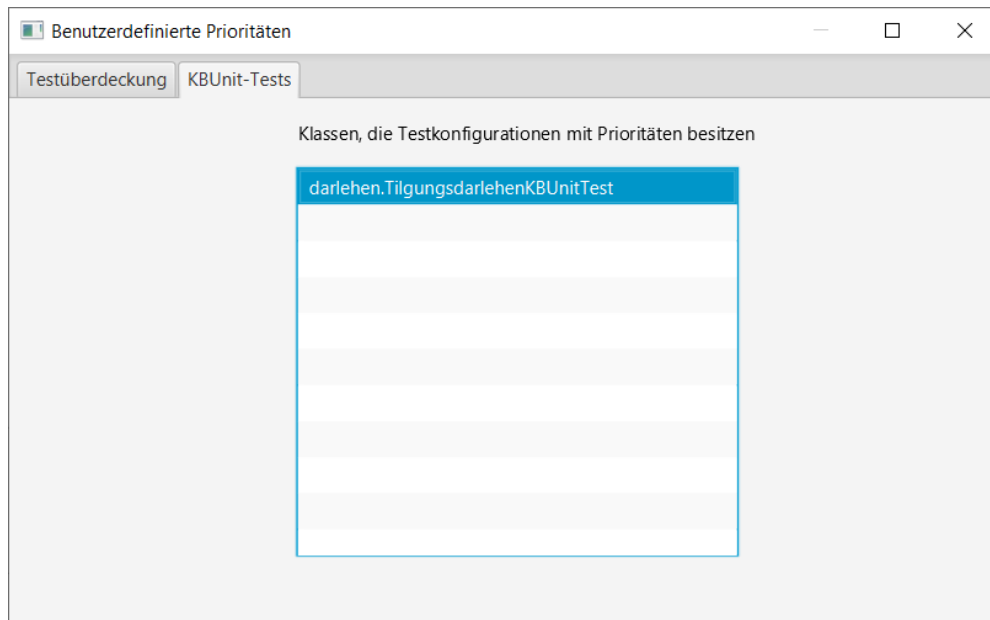 Benutzerdefinierte Prioritäten
Testüberdeckung KBUnit-Tests
Klassen, die Testkonfigurationen mit Prioritäten besitzen
darlehen.TilgungsdarlehenKBUnitTest